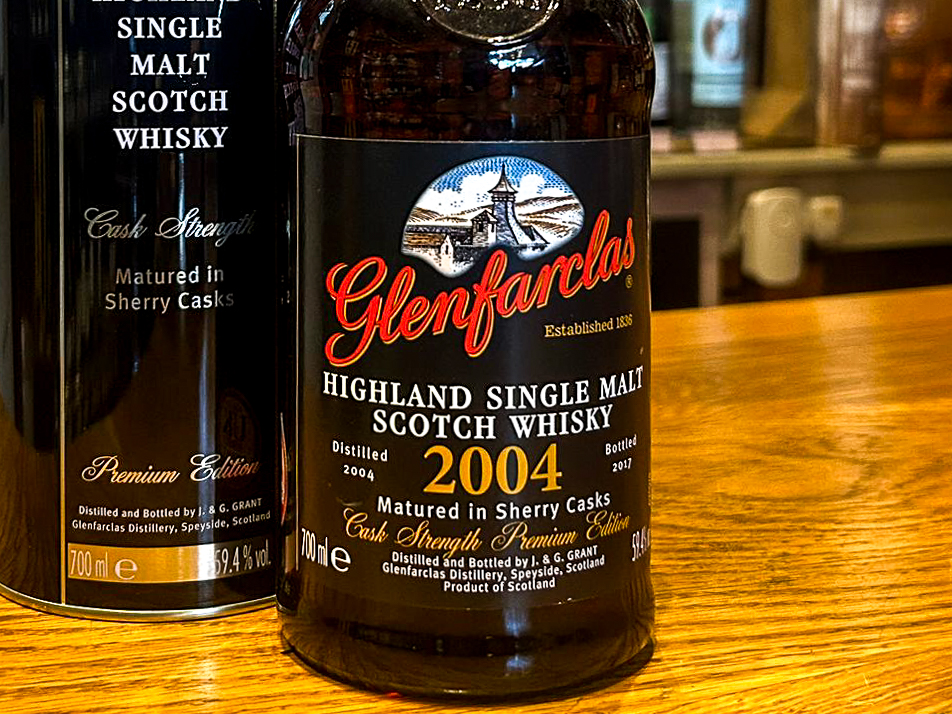 SINGLE
MALT
SCOTCH
WHISKY
Cask Strength
Matured in
Sherry Casks
Premium Edition
Distilled and Bottled by J. & G. GRANT
Glenfarclas Distillery, Speyside, Scotland
700 ml e 59.4 % vol.
Glenfarclas®
Established 1836
HIGHLAND SINGLE MALT
SCOTCH WHISKY
Distilled
2004
2004
Bottled
2017
Matured in Sherry Casks
Cask Strength Premium Edition
700 ml e
59.4%
Distilled and Bottled by J. & G. GRANT
Glenfarclas Distillery, Speyside, Scotland
Product of Scotland